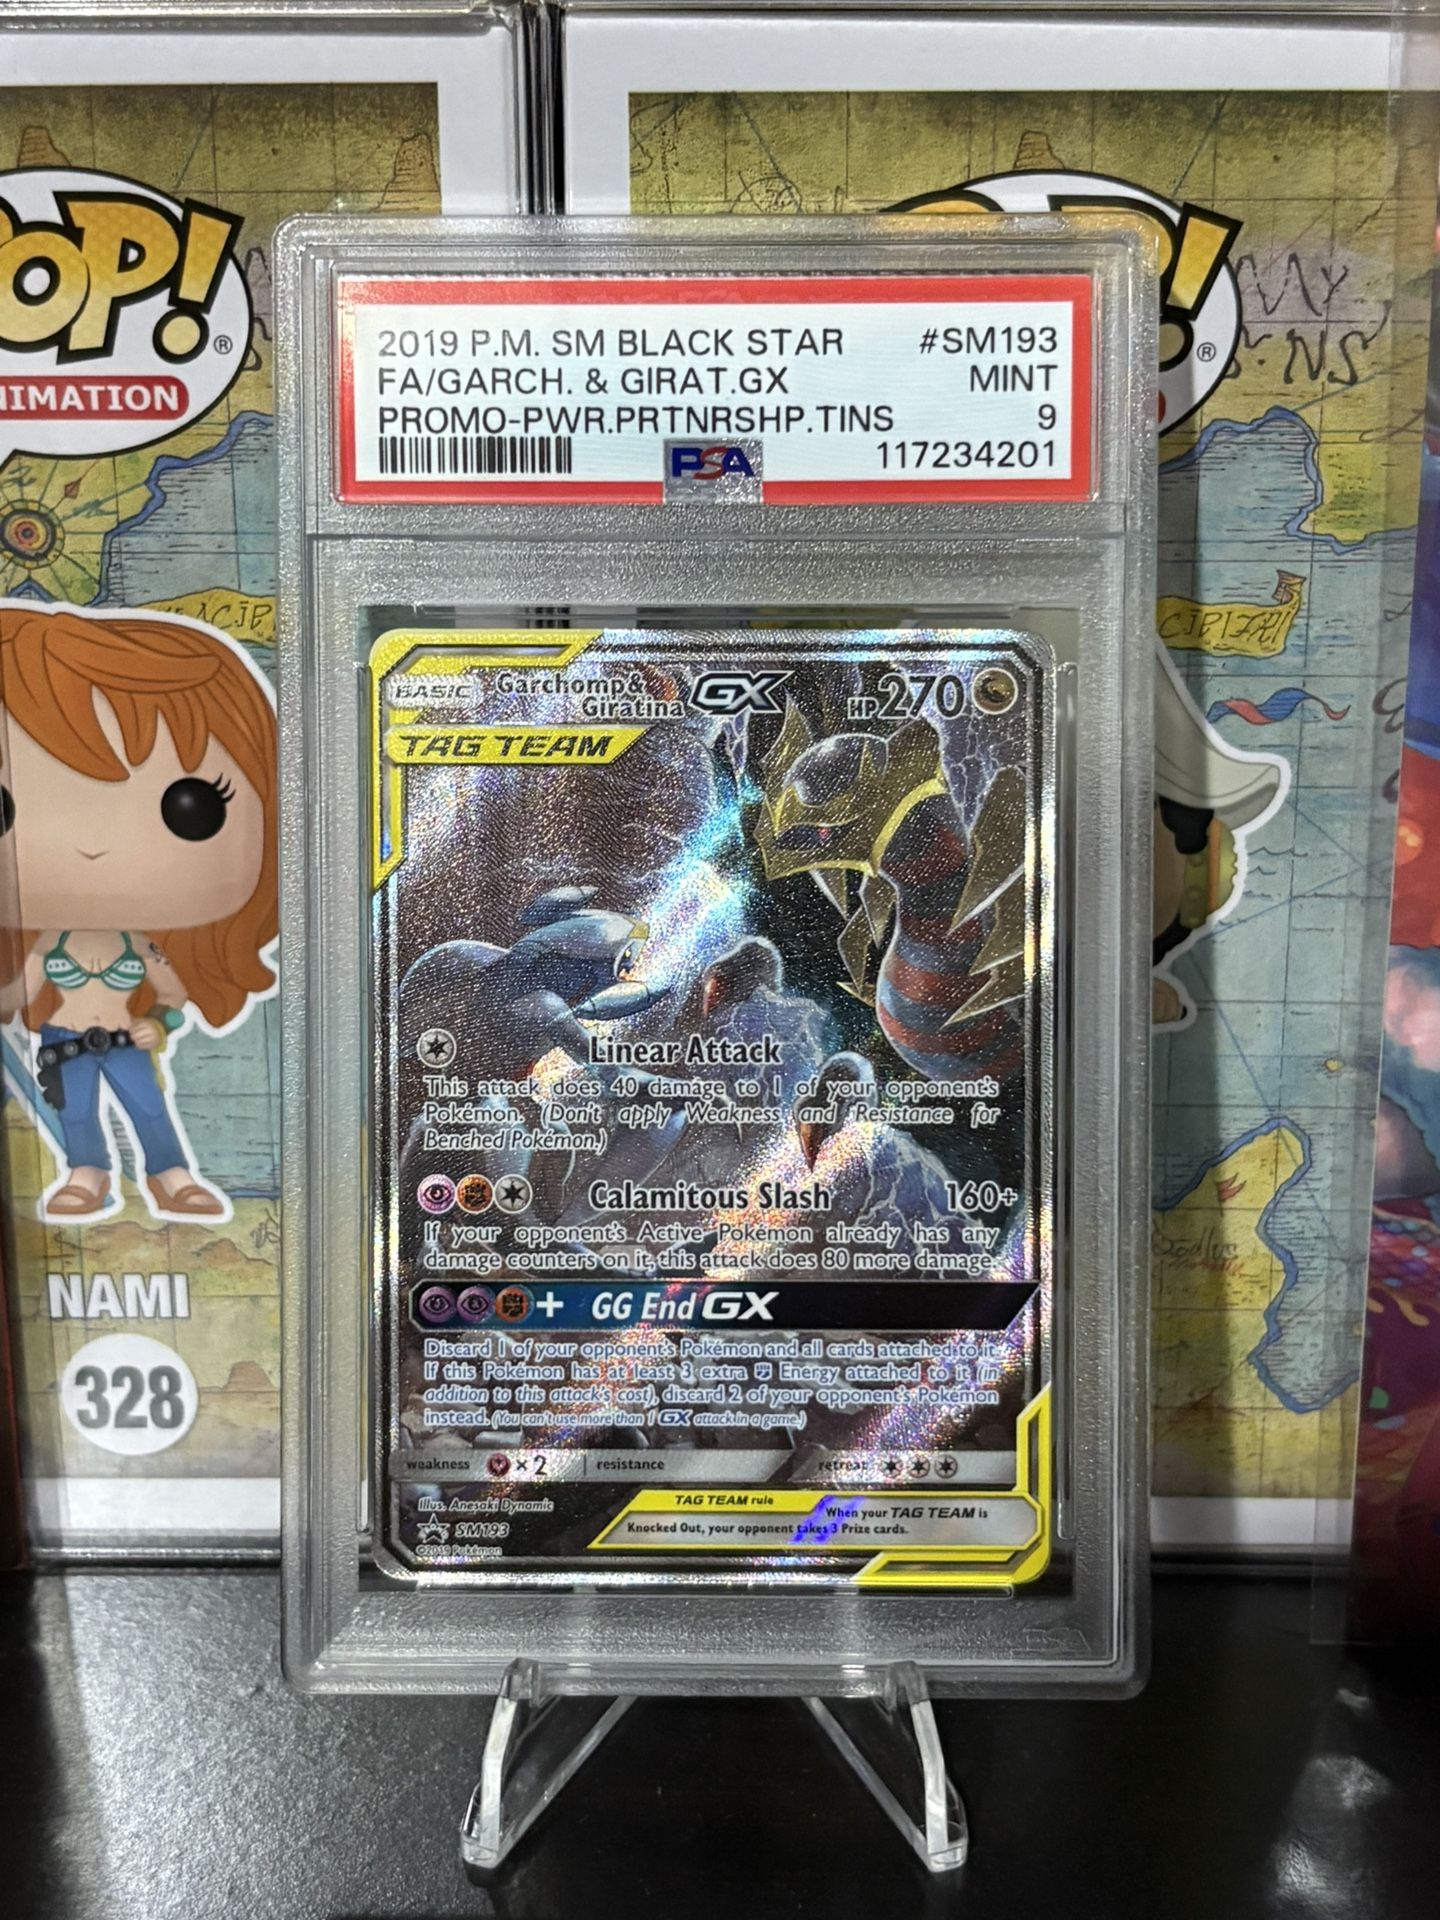 POP!
®
ANIMATION
®
2019 P.M. SM BLACK STAR #SM193
FA/GARCH. & GIRAT.GX MINT
PROMO-PWR.PRTNRSHP.TINS 9
PSA 117234201
BASIC Garchomp& Giratina GX HP270
TAG TEAM
Linear Attack
This attack does 40 damage to 1 of your opponent's
Pokémon. (Don't apply Weakness and Resistance for
Benched Pokémon.)
Calamitous Slash 160+
If your opponent's Active Pokémon already has any
damage counters on it, this attack does 80 more damage.
+ GG End GX
Discard 1 of your opponent's Pokémon and all cards attached to it.
If this Pokémon has at least 3 extra Energy attached to it (in
addition to this attack's cost), discard 2 of your opponent's Pokémon
instead. (You can't use more than 1 GX attack in a game.)
weakness ×2 resistance retreat
Illus. Anesaki Dynamic
SM193
©2019 Pokémon
TAG TEAM rule
When your TAG TEAM is
Knocked Out, your opponent takes 3 Prize cards.
NAMI
328